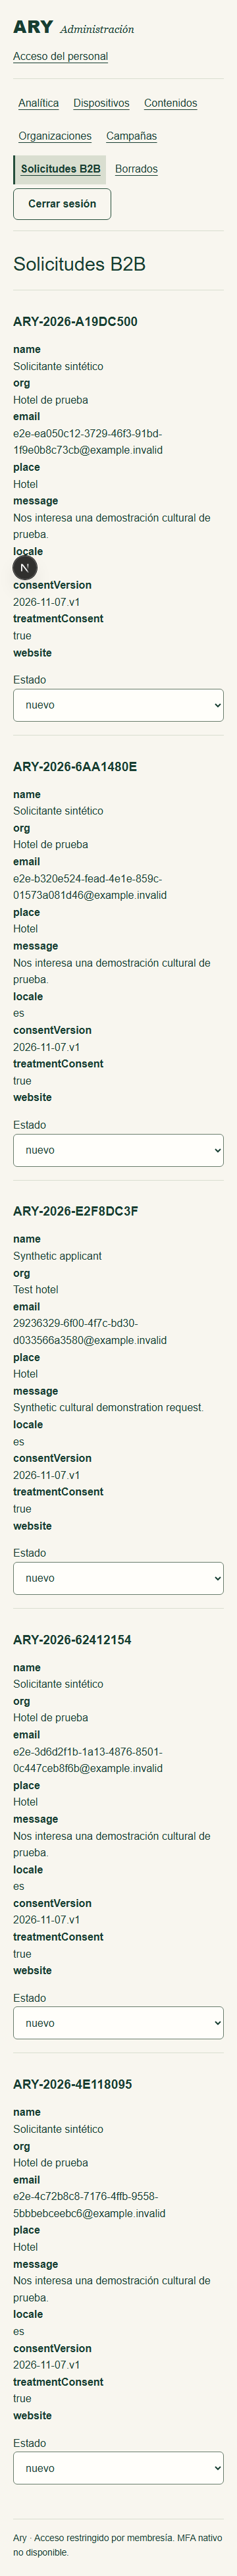 ARY Administración
Acceso del personal
Analítica Dispositivos Contenidos
Organizaciones Campañas
Solicitudes B2B Borrados
Cerrar sesión
Solicitudes B2B
ARY-2026-A19DC500
name
Solicitante sintético
org
Hotel de prueba
email
e2e-ea050c12-3729-46f3-91bd-
1f9e0b8c73cb@example.invalid
place
Hotel
message
Nos interesa una demostración cultural de
prueba.
locale
N
consentVersion
2026-11-07.v1
treatmentConsent
true
website
Estado
nuevo
ARY-2026-6AA1480E
name
Solicitante sintético
org
Hotel de prueba
email
e2e-b320e524-fead-4e1e-859c-
01573a081d46@example.invalid
place
Hotel
message
Nos interesa una demostración cultural de
prueba.
locale
es
consentVersion
2026-11-07.v1
treatmentConsent
true
website
Estado
nuevo
ARY-2026-E2F8DC3F
name
Synthetic applicant
org
Test hotel
email
29236329-6f00-4f7c-bd30-
d033566a3580@example.invalid
place
Hotel
message
Synthetic cultural demonstration request.
locale
es
consentVersion
2026-11-07.v1
treatmentConsent
true
website
Estado
nuevo
ARY-2026-62412154
name
Solicitante sintético
org
Hotel de prueba
email
e2e-3d6d2f1b-1a13-4876-8501-
0c447ceb8f6b@example.invalid
place
Hotel
message
Nos interesa una demostración cultural de
prueba.
locale
es
consentVersion
2026-11-07.v1
treatmentConsent
true
website
Estado
nuevo
ARY-2026-4E118095
name
Solicitante sintético
org
Hotel de prueba
email
e2e-4c72b8c8-7176-4ffb-9558-
5bbbebceebc6@example.invalid
place
Hotel
message
Nos interesa una demostración cultural de
prueba.
locale
es
consentVersion
2026-11-07.v1
treatmentConsent
true
website
Estado
nuevo
Ary · Acceso restringido por membresía. MFA nativo
no disponible.